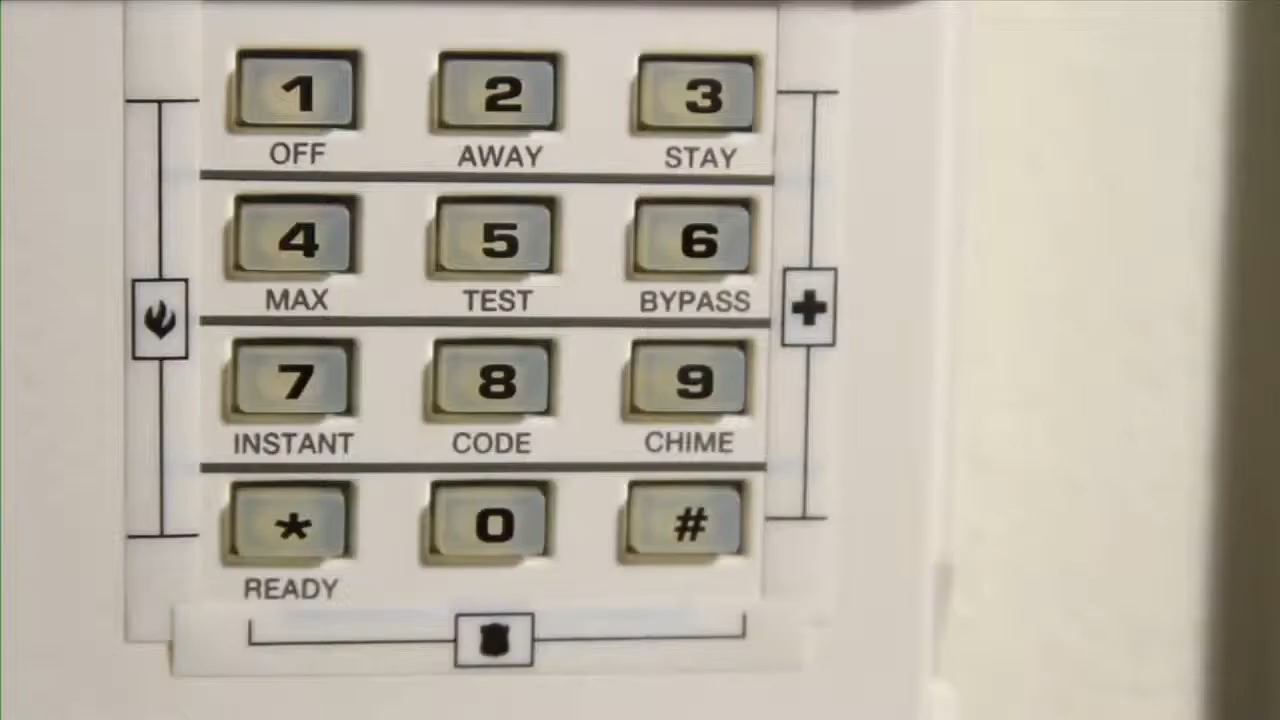 1 2 3
OFF AWAY STAY
4 5 6
MAX TEST BYPASS
7 8 9
INSTANT CODE CHIME
* 0 #
READY